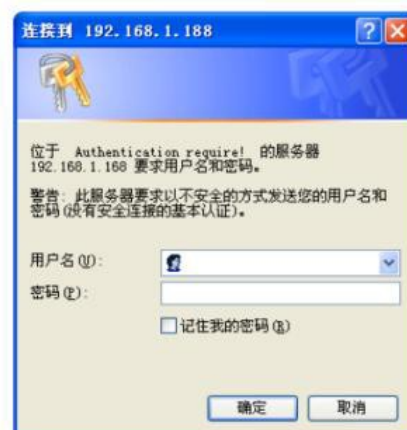 连接到 192.168.1.188
位于 Authentication require! 的服务器
192.168.1.168 要求用户名和密码。
警告: 此服务器要求以不安全的方式发送您的用户名和
密码(没有安全连接的基本认证)。
用户名(U):
密码(P):
记住我的密码(R)
确定 取消